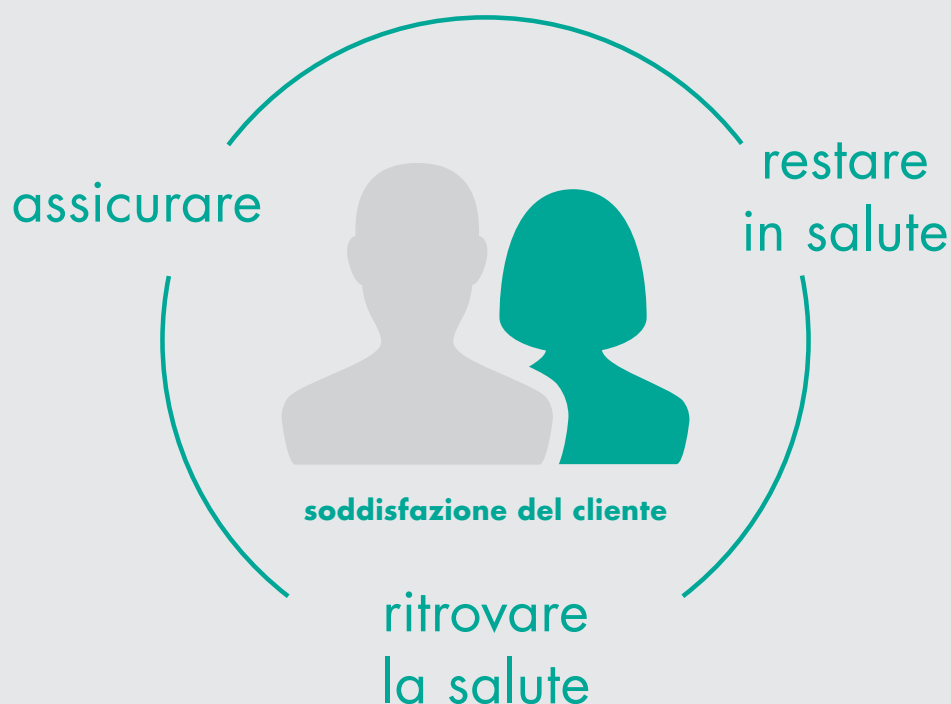 assicurare
restare
in salute
soddisfazione del cliente
ritrovare
la salute